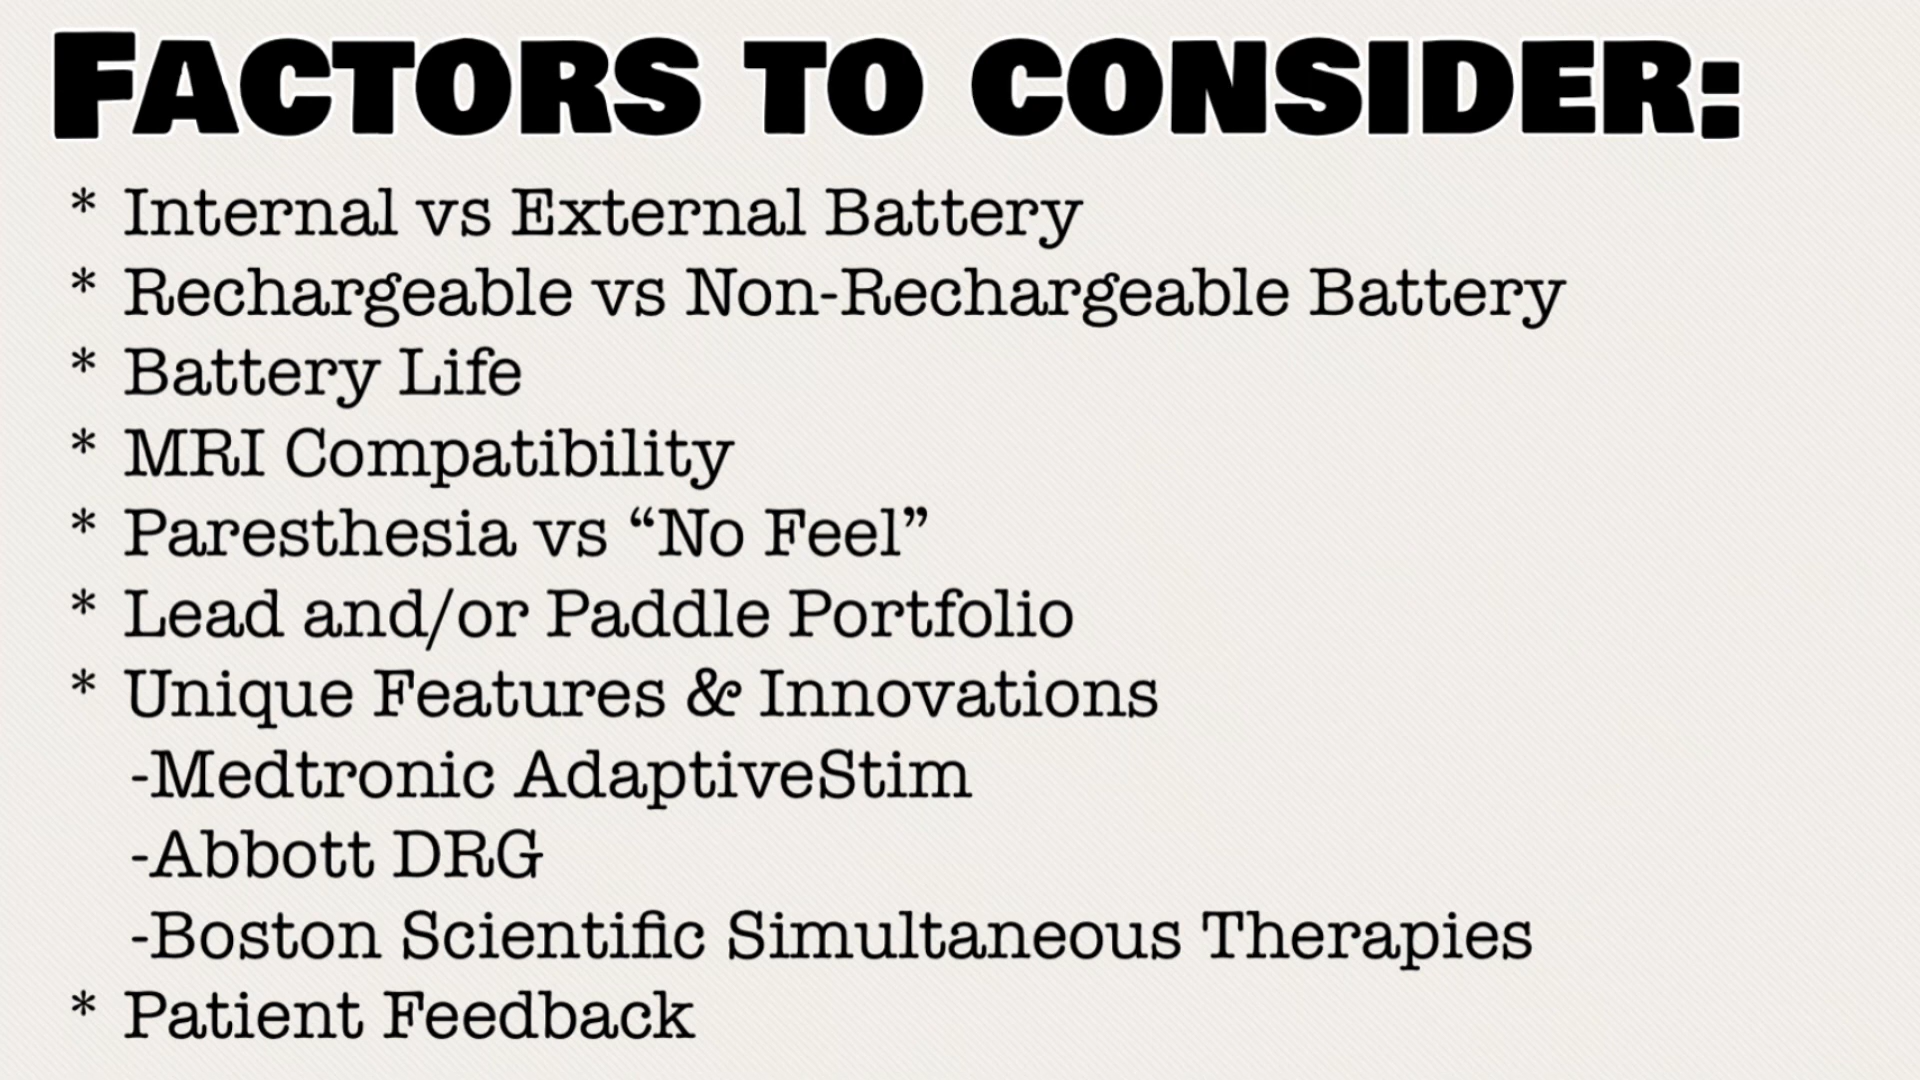 FACTORS TO CONSIDER:
* Internal vs External Battery
* Rechargeable vs Non-Rechargeable Battery
* Battery Life
* MRI Compatibility
* Paresthesia vs “No Feel”
* Lead and/or Paddle Portfolio
* Unique Features & Innovations
-Medtronic AdaptiveStim
-Abbott DRG
-Boston Scientific Simultaneous Therapies
* Patient Feedback